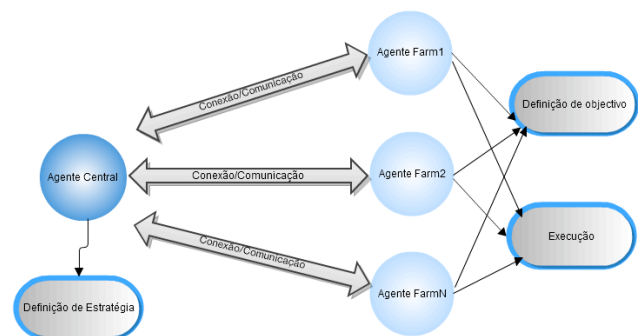 Agente Farm1
Conexão/Comunicação
Definição de objectivo
Agente Central
Conexão/Comunicação
Agente Farm2
Execução
Conexão/Comunicação
Agente FarmN
Definição de Estratégia